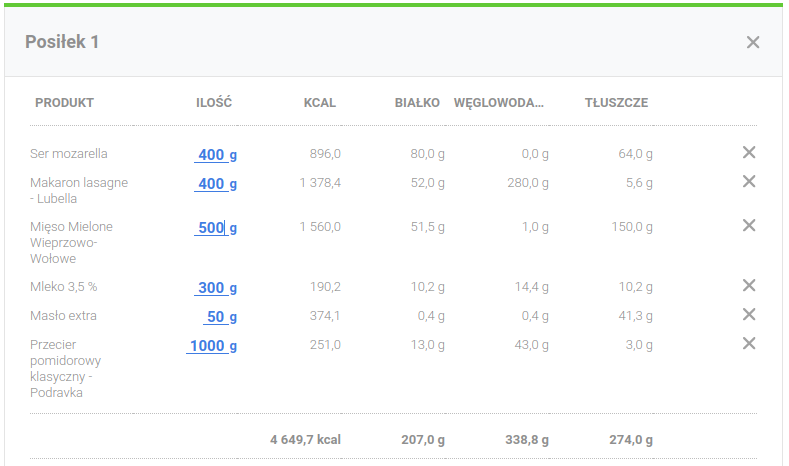 Posiłek 1
PRODUKT ILOŚĆ KCAL BIAŁKO WĘGLOWODA... TŁUSZCZE
Ser mozarella 400 g 896,0 80,0 g 0,0 g 64,0 g
Makaron lasagne 400 g 1 378,4 52,0 g 280,0 g 5,6 g
- Lubella
Mięso Mielone 500 g 1 560,0 51,5 g 1,0 g 150,0 g
Wieprzowo-
Wołowe
Mleko 3,5 % 300 g 190,2 10,2 g 14,4 g 10,2 g
Masło extra 50 g 374,1 0,4 g 0,4 g 41,3 g
Przecier 1000 g 251,0 13,0 g 43,0 g 3,0 g
pomidorowy
klasyczny -
Podravka
4 649,7 kcal 207,0 g 338,8 g 274,0 g